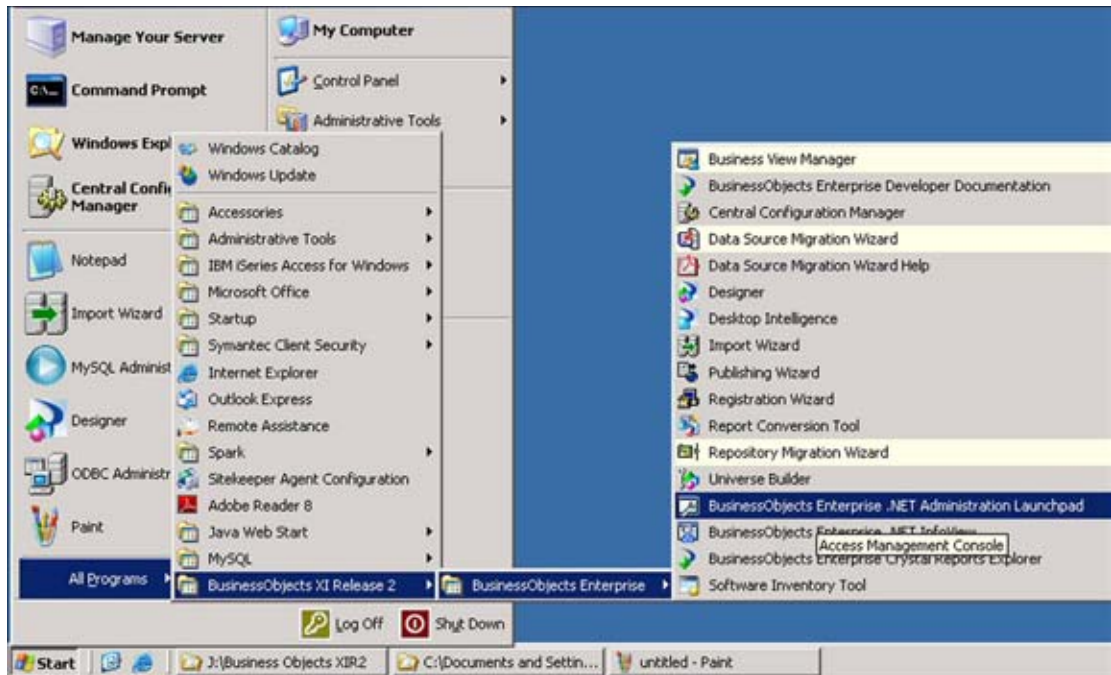 Manage Your Server
Command Prompt
Windows Expl
Central Confi
Manager
Notepad
Import Wizard
MySQL Administ
Designer
ODBC Administr
Paint
All Programs
My Computer
Control Panel
Administrative Tools
Windows Catalog
Windows Update
Accessories
Administrative Tools
IBM iSeries Access for Windows
Microsoft Office
Startup
Symantec Client Security
Internet Explorer
Outlook Express
Remote Assistance
Spark
Sitekeeper Agent Configuration
Adobe Reader 8
Java Web Start
MySQL
BusinessObjects XI Release 2
BusinessObjects Enterprise
Business View Manager
BusinessObjects Enterprise Developer Documentation
Central Configuration Manager
Data Source Migration Wizard
Data Source Migration Wizard Help
Designer
Desktop Intelligence
Import Wizard
Publishing Wizard
Registration Wizard
Report Conversion Tool
Repository Migration Wizard
Universe Builder
BusinessObjects Enterprise .NET Administration Launchpad
BusinessObjects Enterprise .NET InfoView
Access Management Console
BusinessObjects Enterprise Crystal Reports Explorer
Software Inventory Tool
Log Off
Shut Down
Start
J:\Business Objects XIR2
C:\Documents and Settin...
untitled - Paint